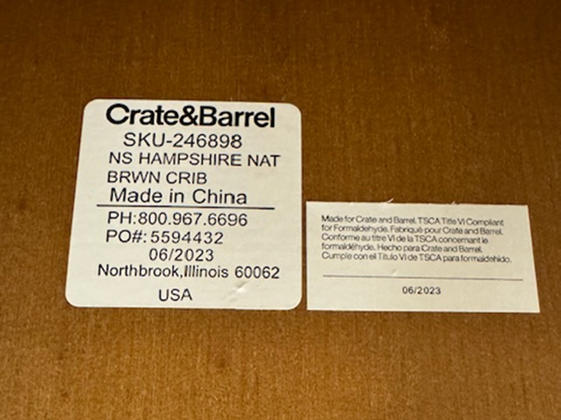 Crate&Barrel
SKU-246898
NS HAMPSHIRE NAT
BRWN CRIB
Made in China
PH:800.967.6696
PO#: 5594432
06/2023
Northbrook,Illinois 60062
USA
Made for Crate and Barrel. TSCA Title VI Compliant
for Formaldehyde. Fabriqué pour Crate and Barrel.
Conforme au titre VI de la TSCA concernant le
formaldéhyde. Hecho para Crate and Barrel.
Cumple con el Título VI de TSCA para formaldehído.
06/2023